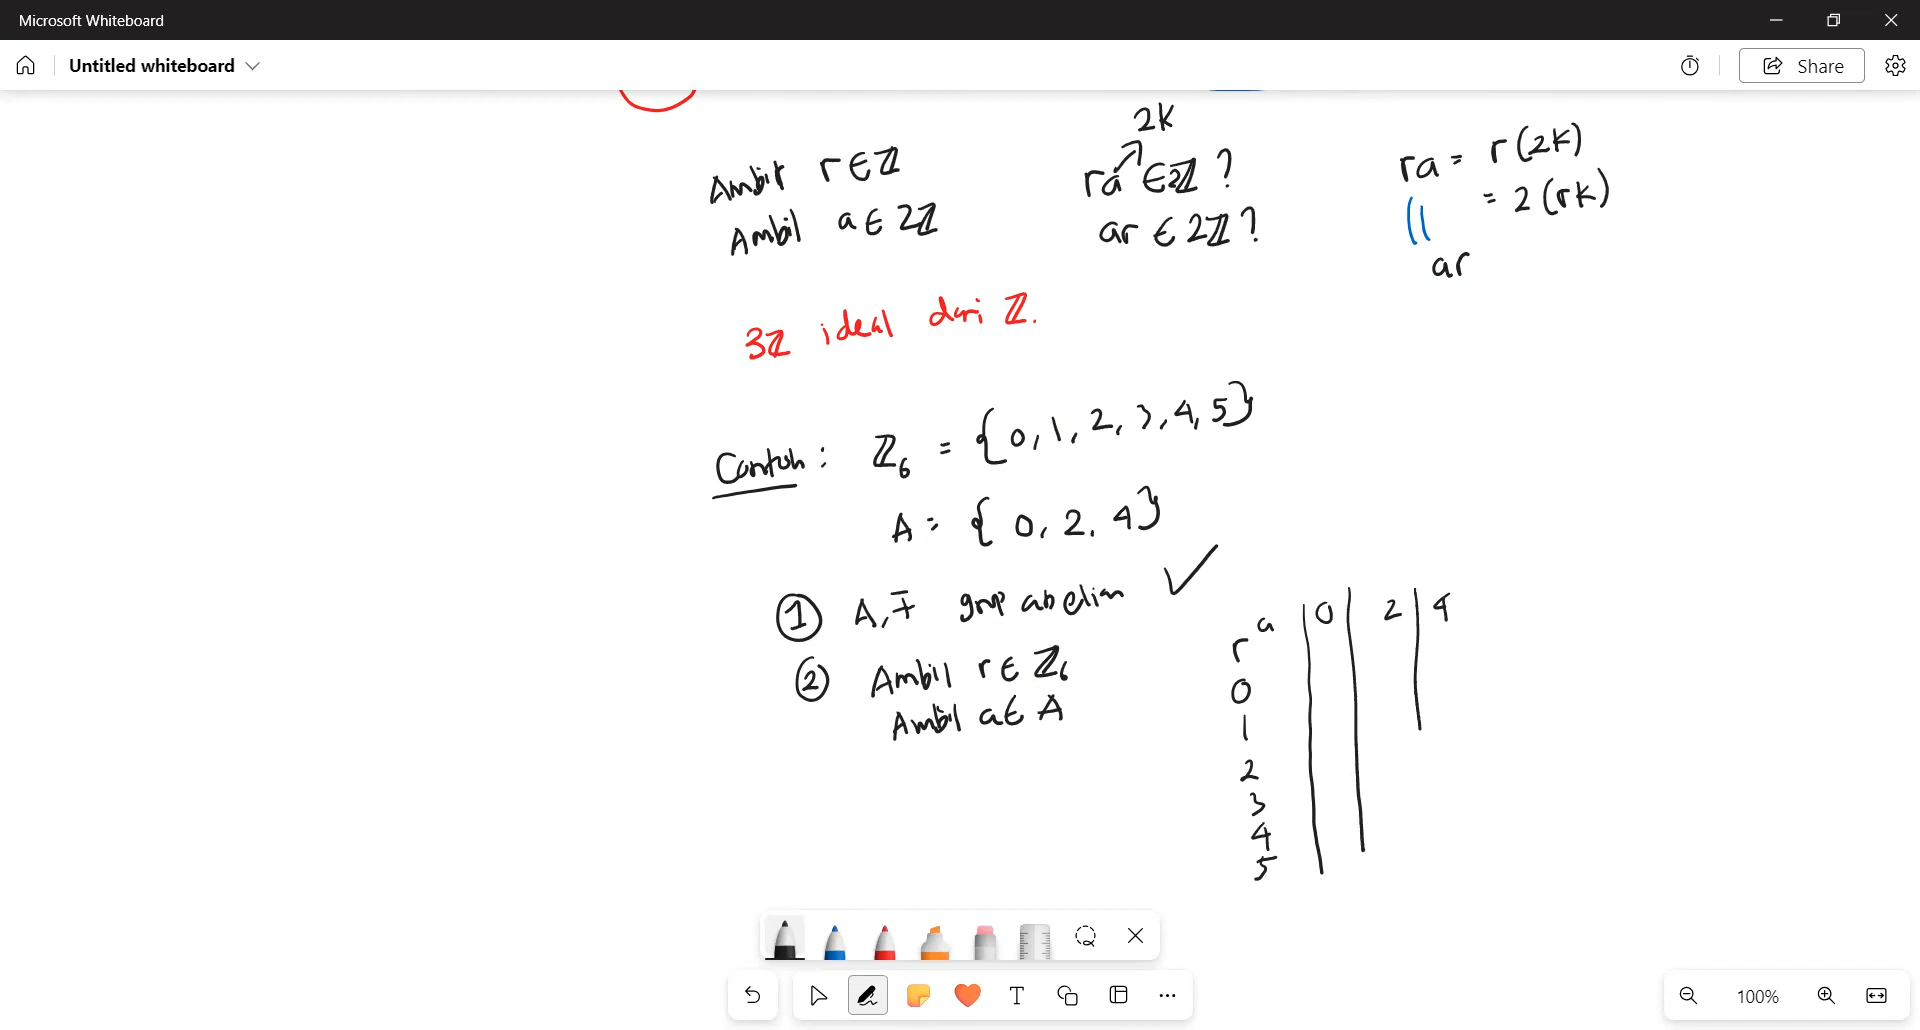 Microsoft Whiteboard
Untitled whiteboard
Share
2k
Ambil r ∈ ℤ
ra ∈ 2ℤ ?
ra = r(2k)
= 2(rk)
Ambil a ∈ 2ℤ
ar ∈ 2ℤ ?
ar
3ℤ ideal dari ℤ.
Contoh : ℤ₆ = {0, 1, 2, 3, 4, 5}
A = {0, 2, 4}
① A, + grup abelian ✓
② Ambil r ∈ ℤ₆
Ambil a ∈ A
a 0 2 4
r
0
1
2
3
4
5
100%